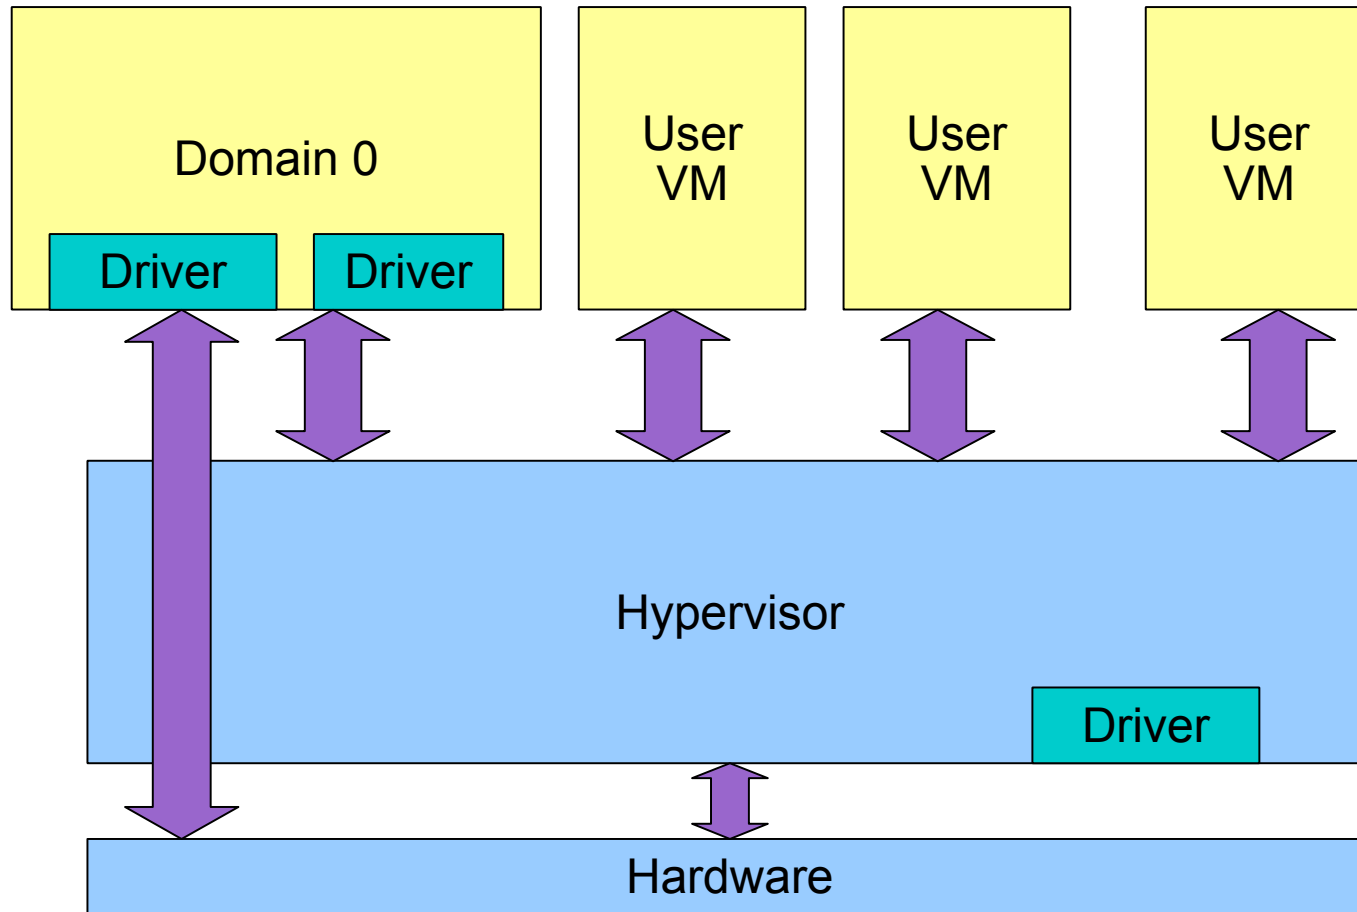 Domain 0
User
VM
User
VM
User
VM
Driver
Driver
Hypervisor
Driver
Hardware